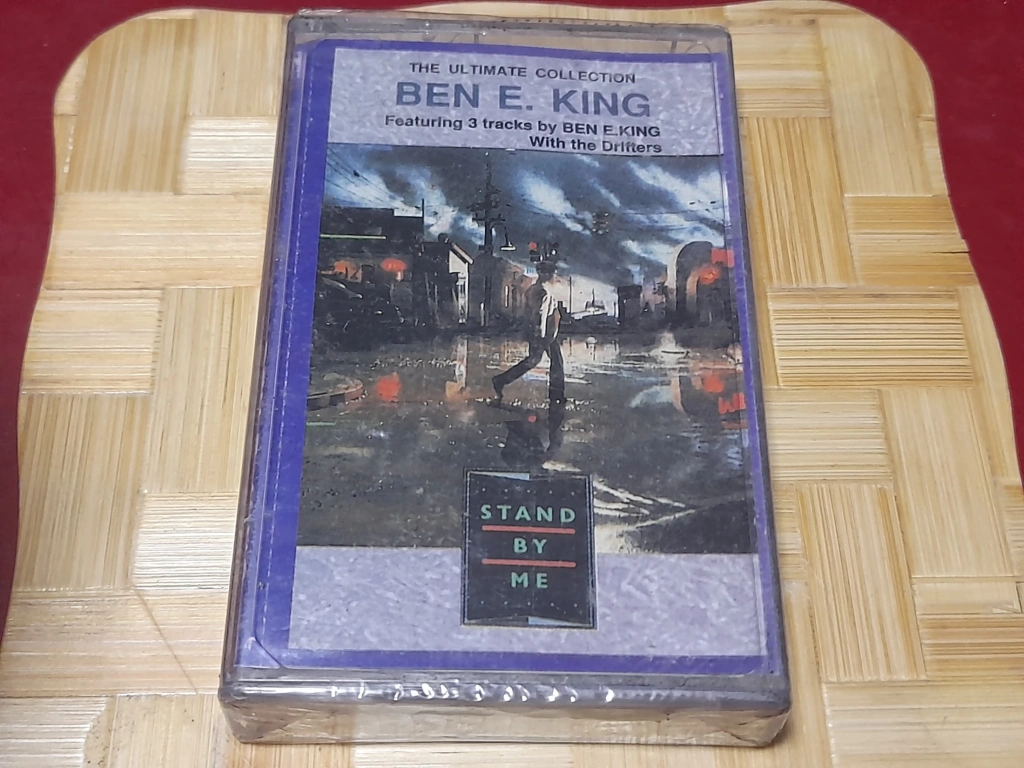 THE ULTIMATE COLLECTION
BEN E. KING
Featuring 3 tracks by BEN E.KING
With the Drifters
STAND
BY
ME